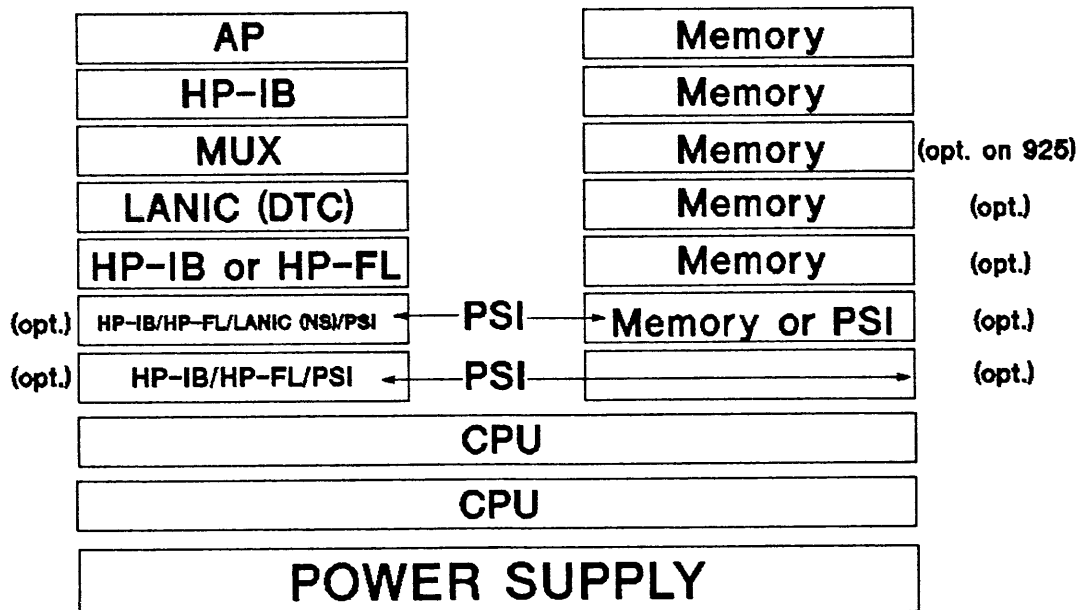 AP Memory
HP-IB Memory
MUX Memory (opt. on 925)
LANIC (DTC) Memory (opt.)
HP-IB or HP-FL Memory (opt.)
(opt.) HP-IB/HP-FL/LANIC (NS)/PSI PSI Memory or PSI (opt.)
(opt.) HP-IB/HP-FL/PSI PSI (opt.)
CPU
CPU
POWER SUPPLY